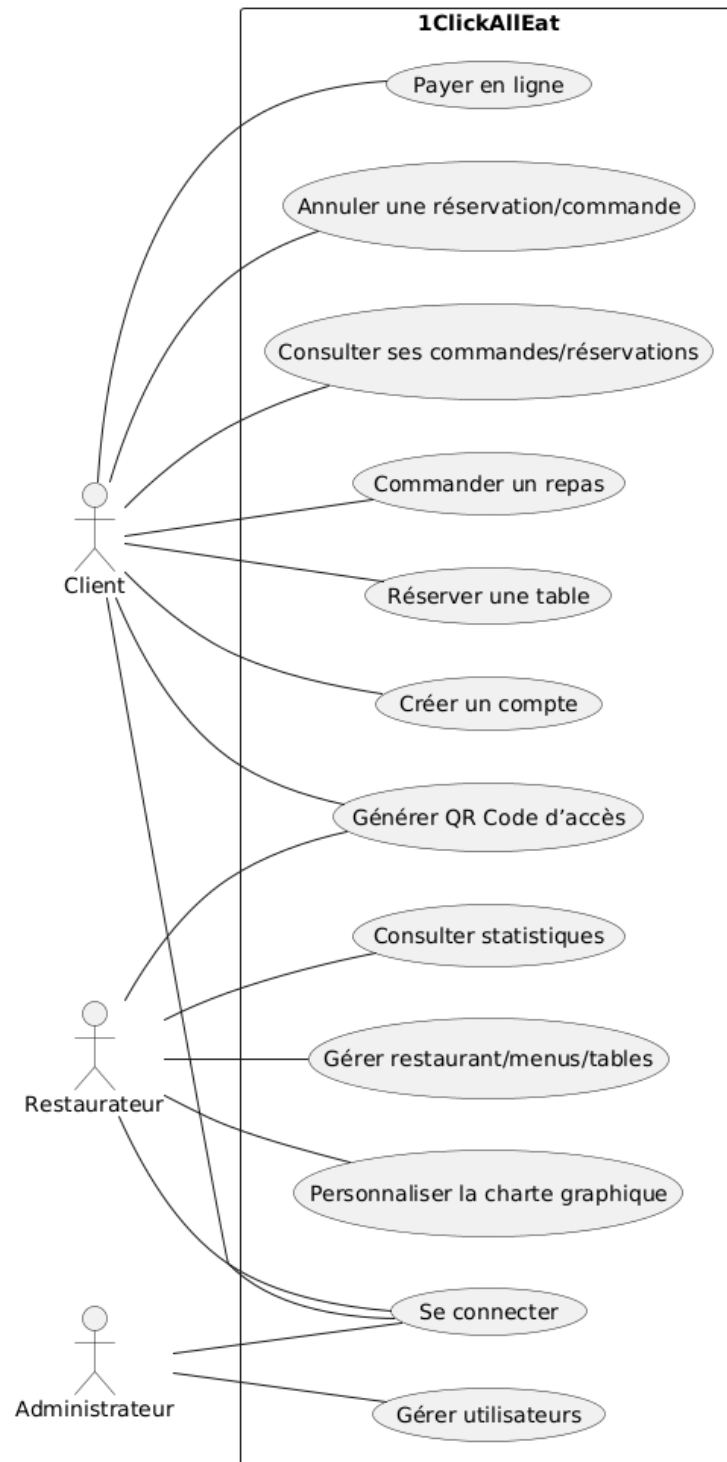 1ClickAllEat
Payer en ligne
Annuler une réservation/commande
Consulter ses commandes/réservations
Commander un repas
Client
Réserver une table
Créer un compte
Générer QR Code d’accès
Consulter statistiques
Gérer restaurant/menus/tables
Restaurateur
Personnaliser la charte graphique
Se connecter
Administrateur
Gérer utilisateurs